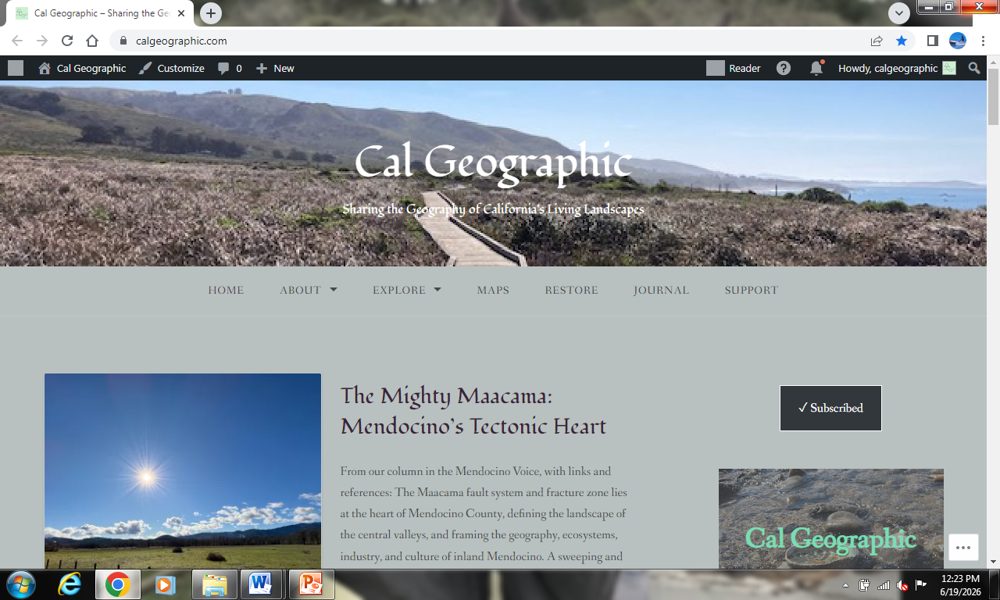 Cal Geographic – Sharing the Ge
calgeographic.com
Cal Geographic Customize 0 New Reader Howdy, calgeographic
Cal Geographic
Sharing the Geography of California's Living Landscapes
HOME ABOUT EXPLORE MAPS RESTORE JOURNAL SUPPORT
The Mighty Maacama:
Mendocino's Tectonic Heart
From our column in the Mendocino Voice, with links and
references: The Maacama fault system and fracture zone lies
at the heart of Mendocino County, defining the landscape of
the central valleys, and framing the geography, ecosystems,
industry, and culture of inland Mendocino. A sweeping and
✓ Subscribed
Cal Geographic
12:23 PM
6/19/2026